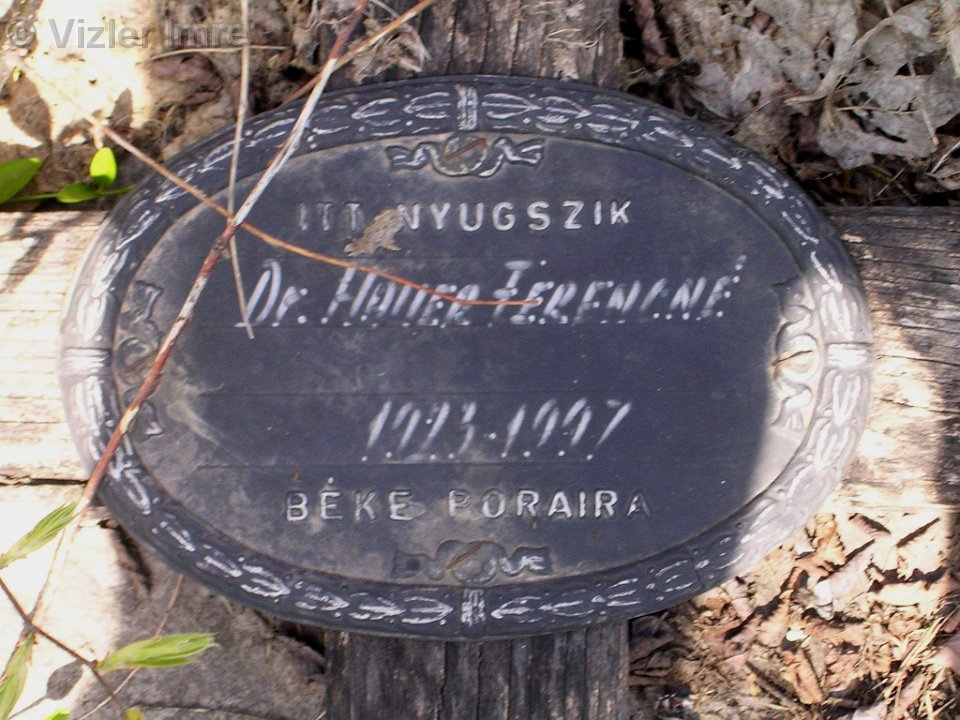 © Vizler Imre
ITT NYUGSZIK
Dr. HAUER FERENCNÉ
1923-1997
BÉKE PORAIRA